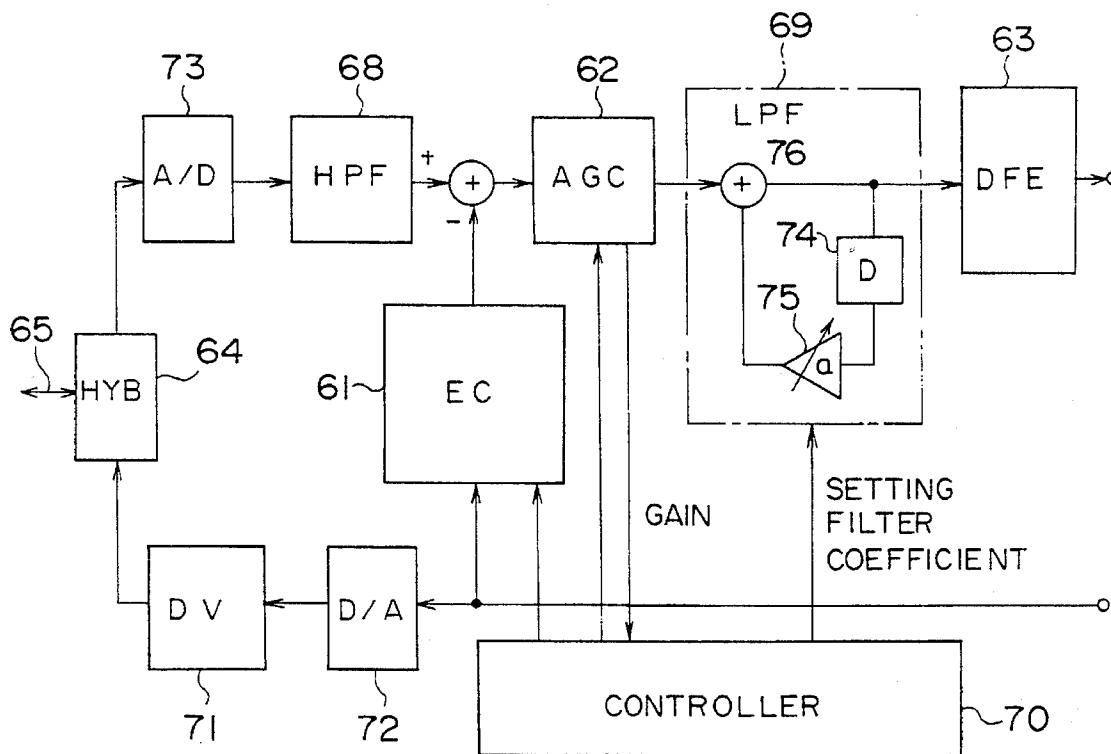 73
68
62
69
63
A/D
HPF
+
-
+
AGC
LPF
76
+
74
D
75
a
DFE
65
64
HYB
61
EC
GAIN
SETTING
FILTER
COEFFICIENT
DV
D/A
71
72
CONTROLLER
70